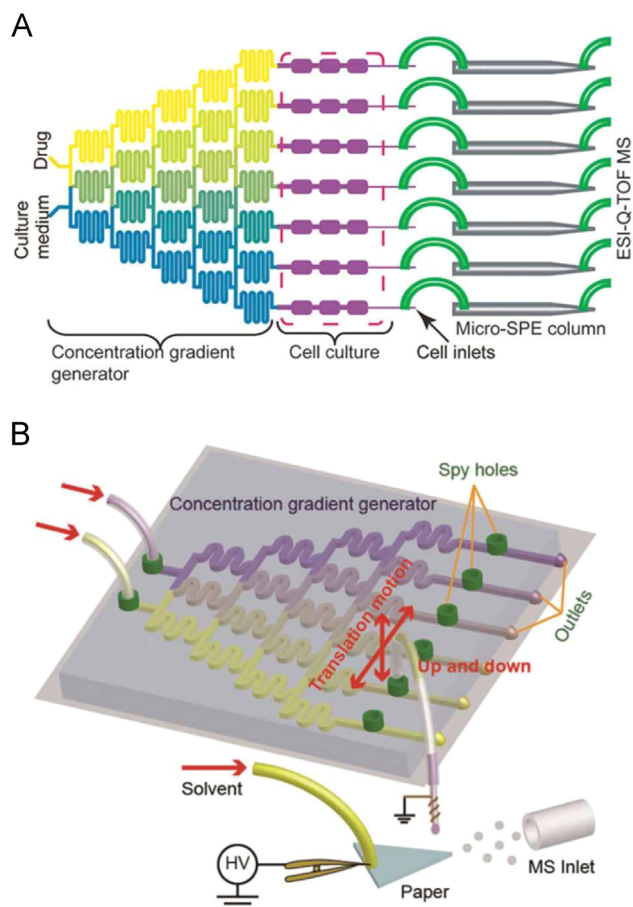 A
Drug
Culture
medium
ESI-Q-TOF MS
Micro-SPE column
Concentration gradient
generator
Cell culture
Cell inlets
B
Spy holes
Concentration gradient generator
Translation motion
Outlets
Up and down
Solvent
HV
Paper
MS Inlet